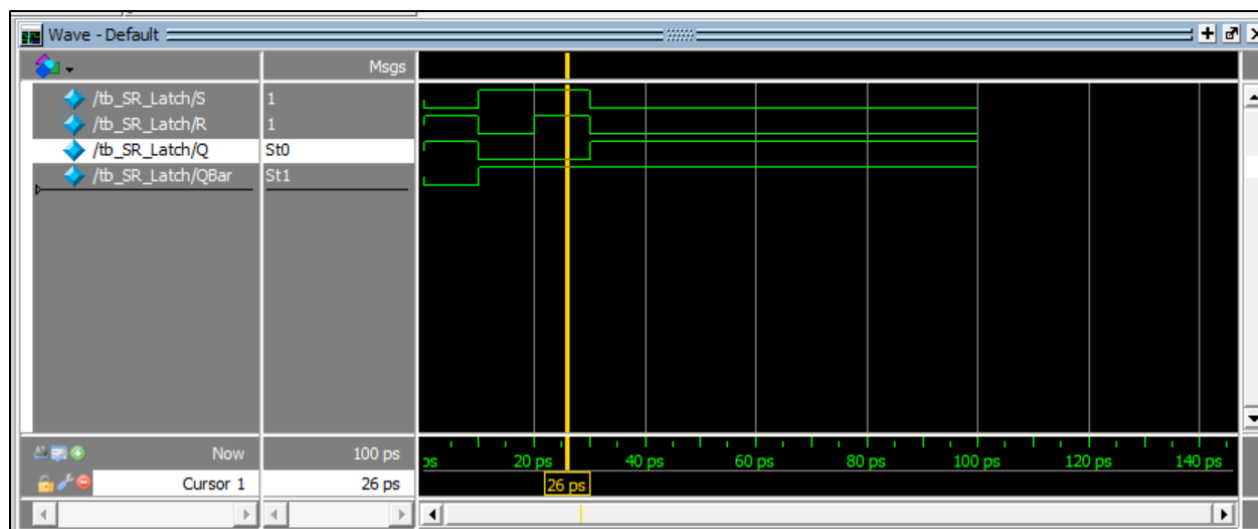 Wave - Default
Msgs
/tb_SR_Latch/S 1
/tb_SR_Latch/R 1
/tb_SR_Latch/Q St0
/tb_SR_Latch/QBar St1
Now 100 ps
ps 20 ps 40 ps 60 ps 80 ps 100 ps 120 ps 140 ps
Cursor 1 26 ps
26 ps